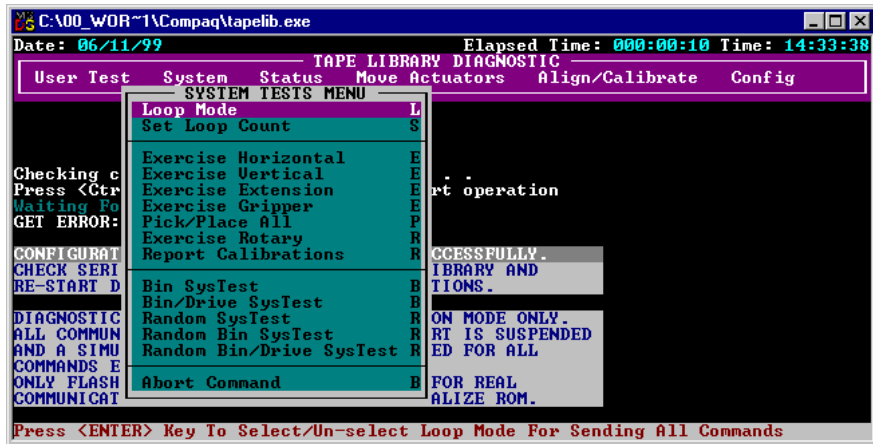 C:\00_WOR~1\Compaq\tapelib.exe
Date: 06/11/99 Elapsed Time: 000:00:10 Time: 14:33:38
TAPE LIBRARY DIAGNOSTIC
User Test System Status Move Actuators Align/Calibrate Config
SYSTEM TESTS MENU
Loop Mode L
Set Loop Count S
Exercise Horizontal E
Checking c Exercise Vertical E . .
Press <Ctr Exercise Extension E rt operation
Waiting Fo Exercise Gripper E
GET ERROR: Pick/Place All P
Exercise Rotary R
CONFIGURAT Report Calibrations R CCESSFULLY.
CHECK SERI IBRARY AND
RE-START D Bin SysTest B TIONS.
Bin/Drive SysTest B
DIAGNOSTIC Random SysTest R ON MODE ONLY.
ALL COMMUN Random Bin SysTest R RT IS SUSPENDED
AND A SIMU Random Bin/Drive SysTest R ED FOR ALL
COMMANDS E
ONLY FLASH Abort Command B FOR REAL
COMMUNICAT ALIZE ROM.
Press <ENTER> Key To Select/Un-select Loop Mode For Sending All Commands